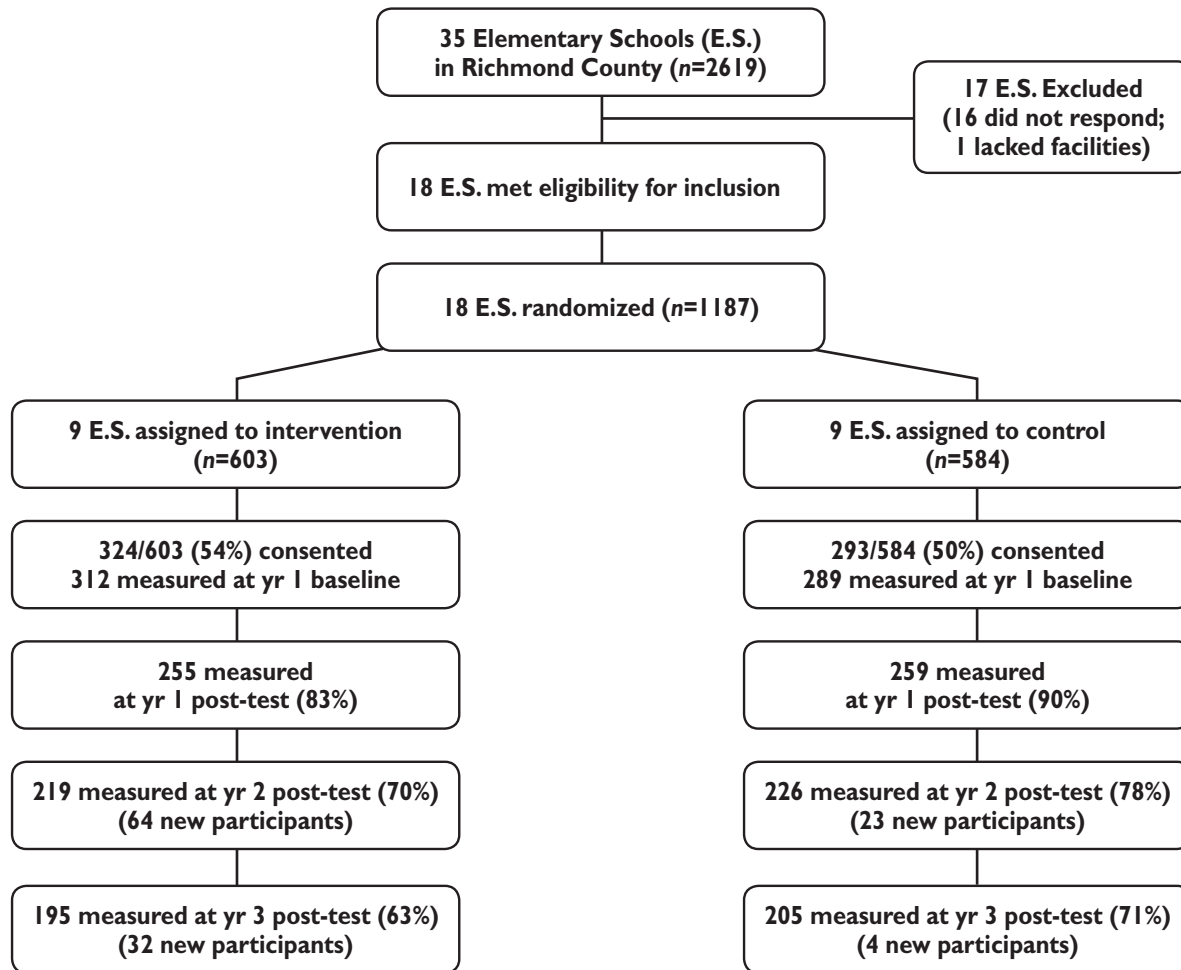 35 Elementary Schools (E.S.)
in Richmond County (n=2619)
17 E.S. Excluded
(16 did not respond;
1 lacked facilities)
18 E.S. met eligibility for inclusion
18 E.S. randomized (n=1187)
9 E.S. assigned to intervention
(n=603)
9 E.S. assigned to control
(n=584)
324/603 (54%) consented
312 measured at yr 1 baseline
293/584 (50%) consented
289 measured at yr 1 baseline
255 measured
at yr 1 post-test (83%)
259 measured
at yr 1 post-test (90%)
219 measured at yr 2 post-test (70%)
(64 new participants)
226 measured at yr 2 post-test (78%)
(23 new participants)
195 measured at yr 3 post-test (63%)
(32 new participants)
205 measured at yr 3 post-test (71%)
(4 new participants)